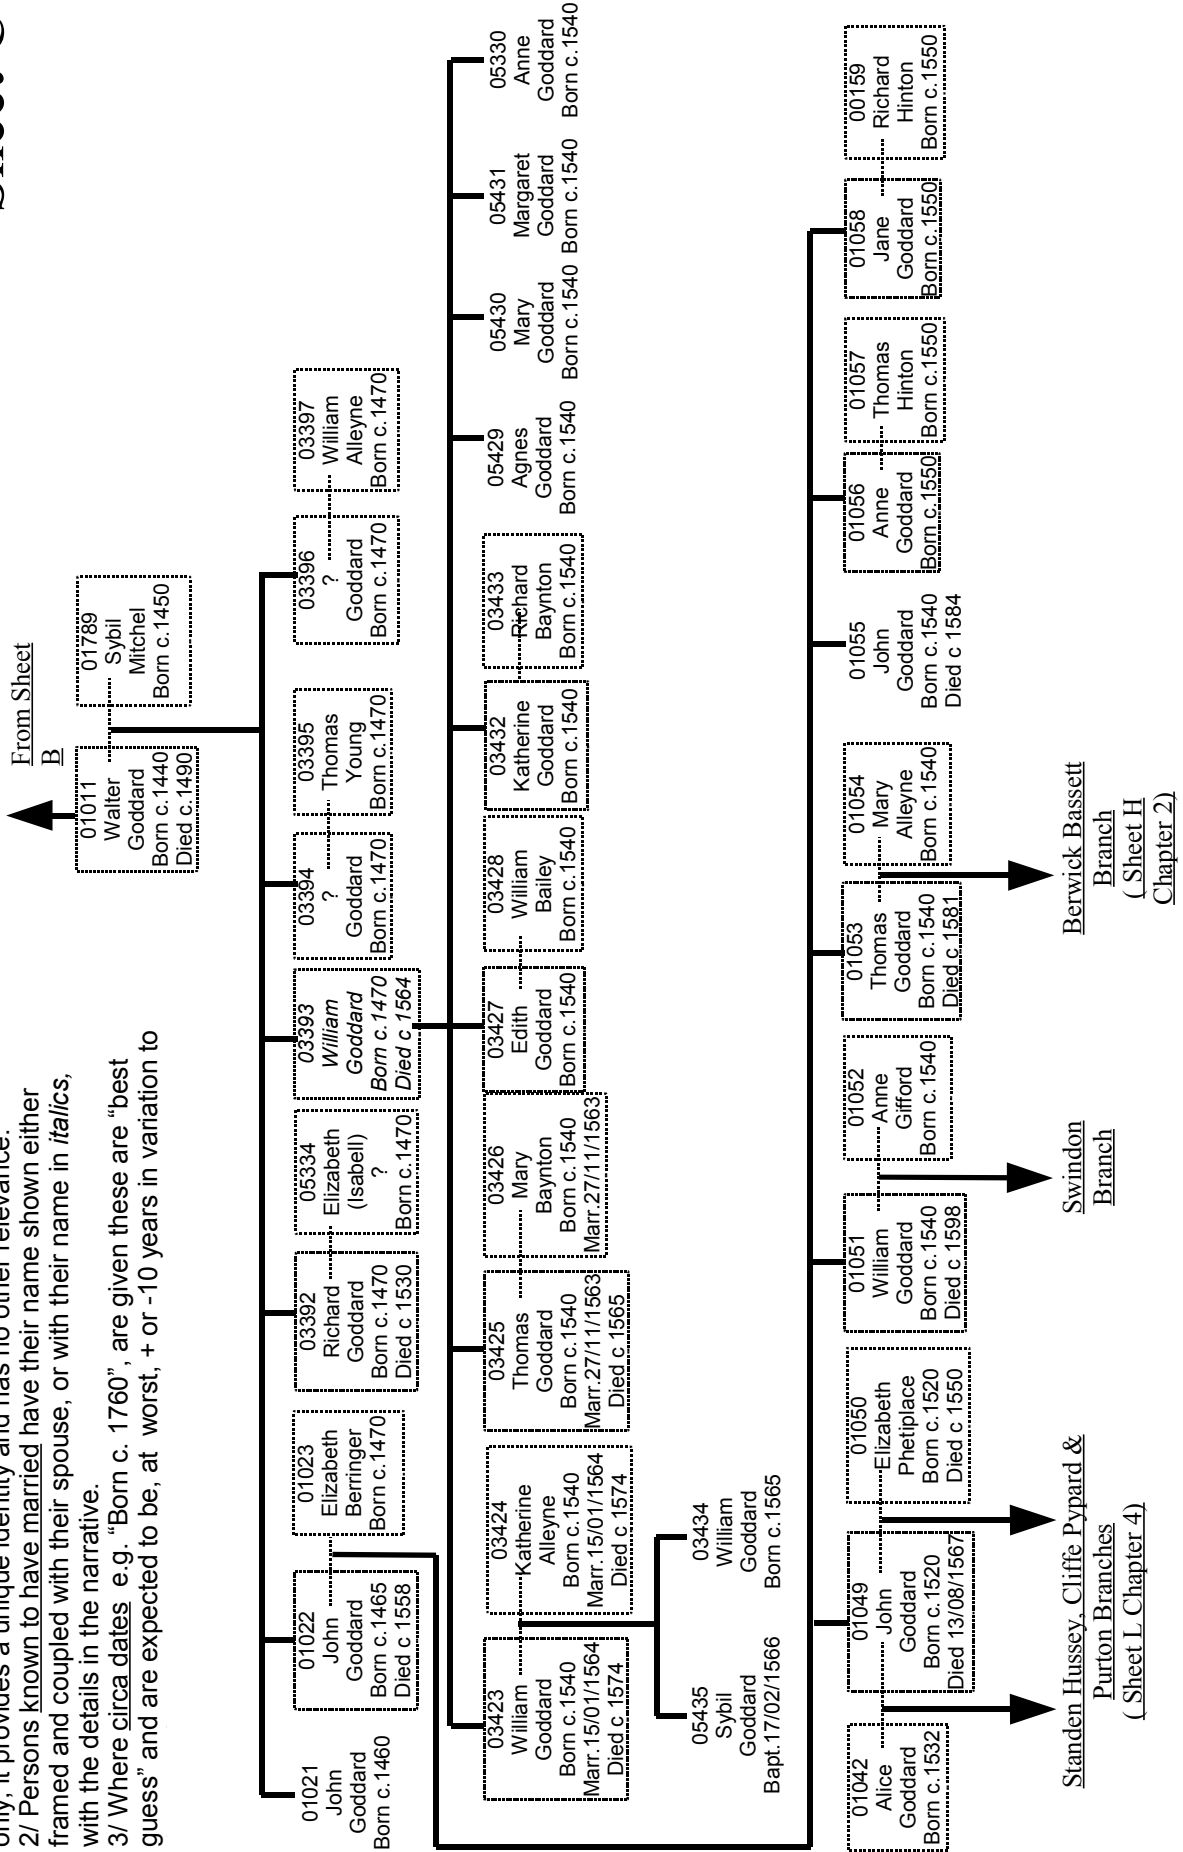 only, it provides a unique identity and has no other relevance.
2/ Persons known to have married have their name shown either
framed and coupled with their spouse, or with their name in italics,
with the details in the narrative.
3/ Where circa dates e.g. “Born c. 1760”, are given these are “best
guess” and are expected to be, at worst, + or -10 years in variation to
From Sheet
B
01011
Walter
Goddard
Born c.1440
Died c.1490
01789
Sybil
Mitchel
Born c.1450
01021
John
Goddard
Born c.1460
01022
John
Goddard
Born c.1465
Died c 1558
01023
Elizabeth
Berringer
Born c.1470
03392
Richard
Goddard
Born c.1470
Died c 1530
05334
Elizabeth
(Isabell)
?
Born c.1470
03393
William
Goddard
Born c.1470
Died c 1564
03394
?
Goddard
Born c.1470
03395
Thomas
Young
Born c.1470
03396
?
Goddard
Born c.1470
03397
William
Alleyne
Born c.1470
03423
William
Goddard
Born c.1540
Marr.15/01/1564
Died c 1574
03424
Katherine
Alleyne
Born c.1540
Marr.15/01/1564
Died c 1574
03425
Thomas
Goddard
Born c.1540
Marr.27/11/1563
Died c 1565
03426
Mary
Baynton
Born c.1540
Marr.27/11/1563
03427
Edith
Goddard
Born c.1540
03428
William
Bailey
Born c.1540
03432
Katherine
Goddard
Born c.1540
03433
Richard
Baynton
Born c.1540
05429
Agnes
Goddard
Born c.1540
05430
Mary
Goddard
Born c.1540
05431
Margaret
Goddard
Born c.1540
05330
Anne
Goddard
Born c.1540
05435
Sybil
Goddard
Bapt.17/02/1566
03434
William
Goddard
Born c.1565
01042
Alice
Goddard
Born c.1532
01049
John
Goddard
Born c.1520
Died 13/08/1567
01050
Elizabeth
Phetiplace
Born c.1520
Died c 1550
01051
William
Goddard
Born c.1540
Died c.1598
01052
Anne
Gifford
Born c.1540
01053
Thomas
Goddard
Born c.1540
Died c.1581
01054
Mary
Alleyne
Born c.1540
01055
John
Goddard
Born c.1540
Died c 1584
01056
Anne
Goddard
Born c.1550
01057
Thomas
Hinton
Born c.1550
01058
Jane
Goddard
Born c.1550
00159
Richard
Hinton
Born c.1550
Standen Hussey, Cliffe Pypard &
Purton Branches
( Sheet L Chapter 4)
Swindon
Branch
Berwick Bassett
Branch
( Sheet H
Chapter 2)